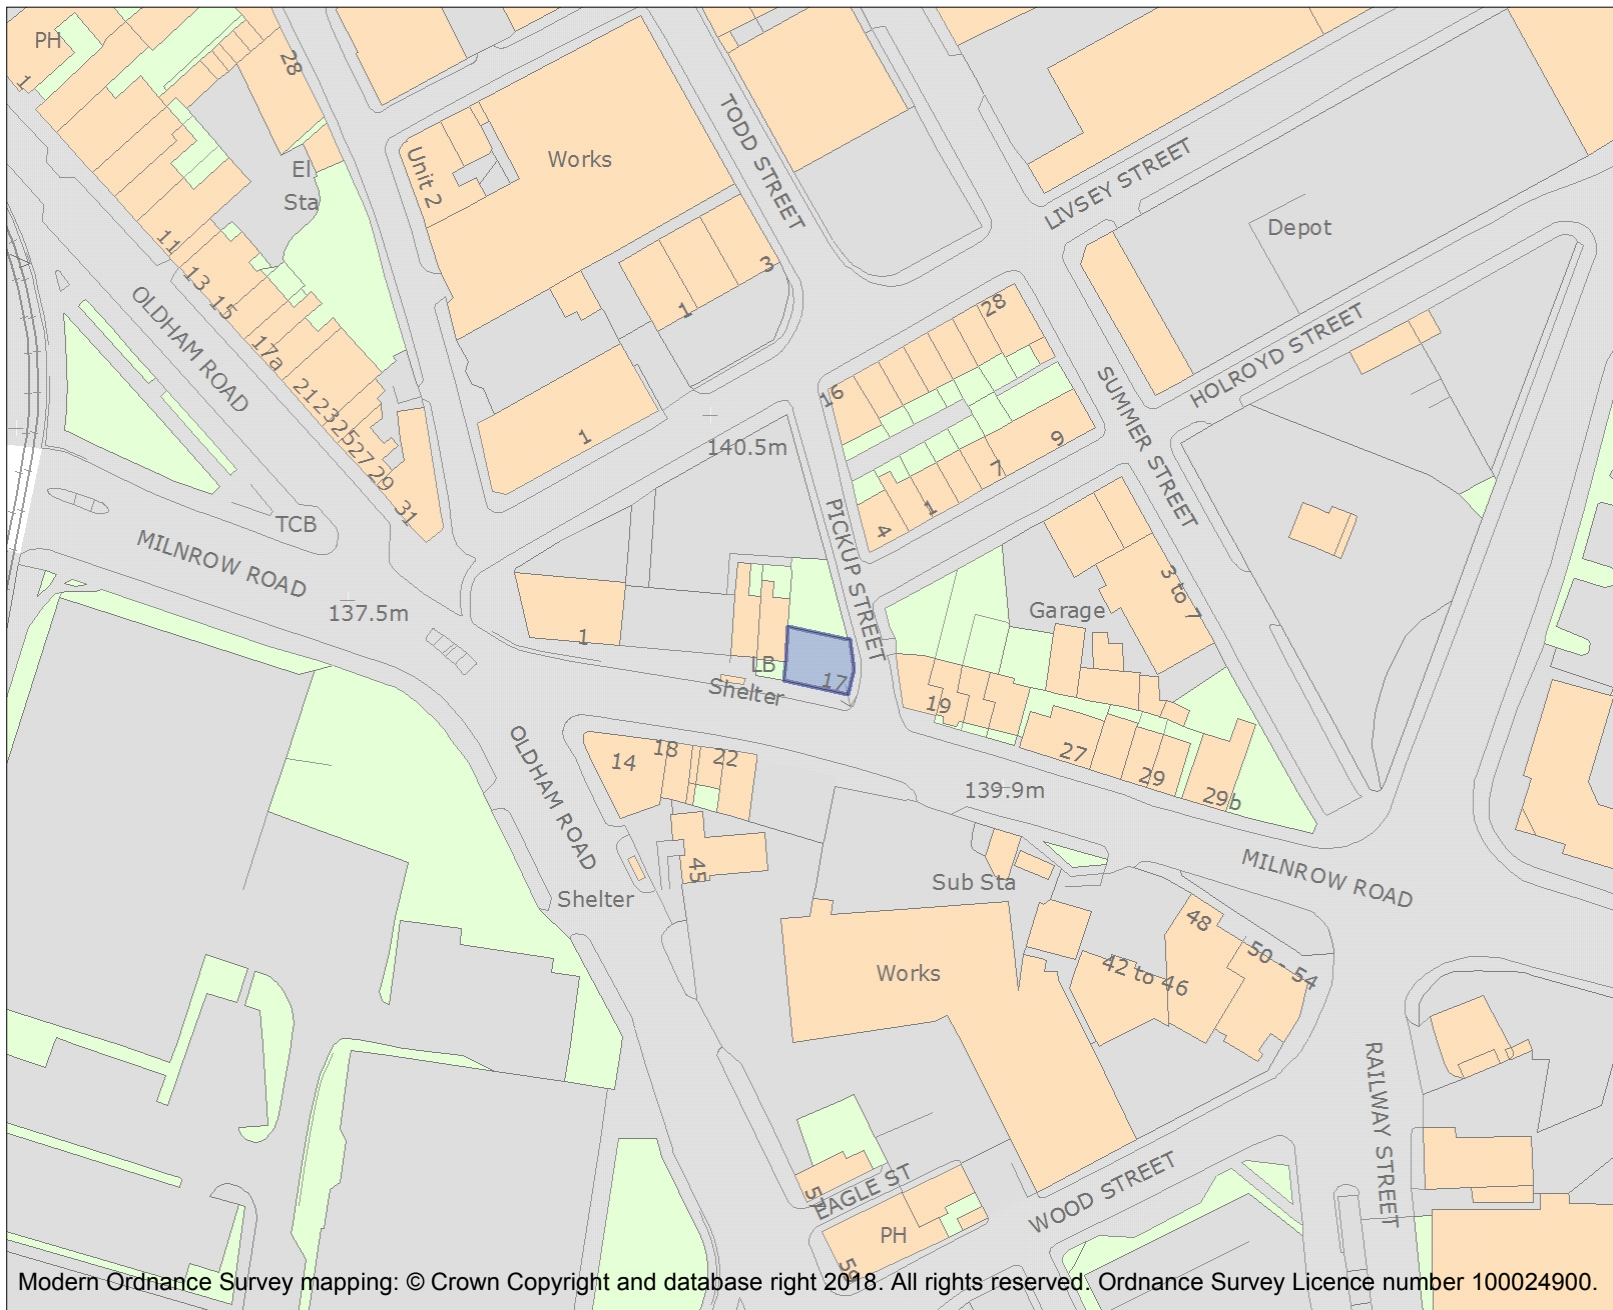 PH
1
28
El
Sta
Unit 2
Works
TODD STREET
LIVSEY STREET
Depot
11
13
15
17a
21
23
25
27
29
31
OLDHAM ROAD
3
1
1
28
16
HOLROYD STREET
SUMMER STREET
140.5m
9
7
1
4
TCB
MILNROW ROAD
137.5m
PICKUP STREET
3 to 7
Garage
1
LB
Shelter
17
19
27
29
29b
14
18
22
139.9m
OLDHAM ROAD
45
Shelter
Sub Sta
MILNROW ROAD
48
50 - 54
42 to 46
Works
RAILWAY STREET
EAGLE ST
WOOD STREET
PH
59
Modern Ordnance Survey mapping: © Crown Copyright and database right 2018. All rights reserved. Ordnance Survey Licence number 100024900.